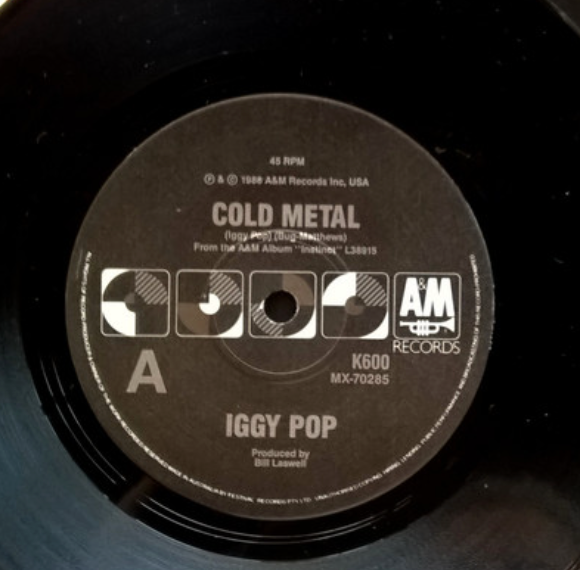 45 RPM
Ⓟ & © 1988 A&M Records Inc, USA
COLD METAL
(Iggy Pop) (Bug-Matthews)
From the A&M Album "Instinct" L38915
A&M
RECORDS
A
K600
MX-70285
IGGY POP
Produced by
Bill Laswell